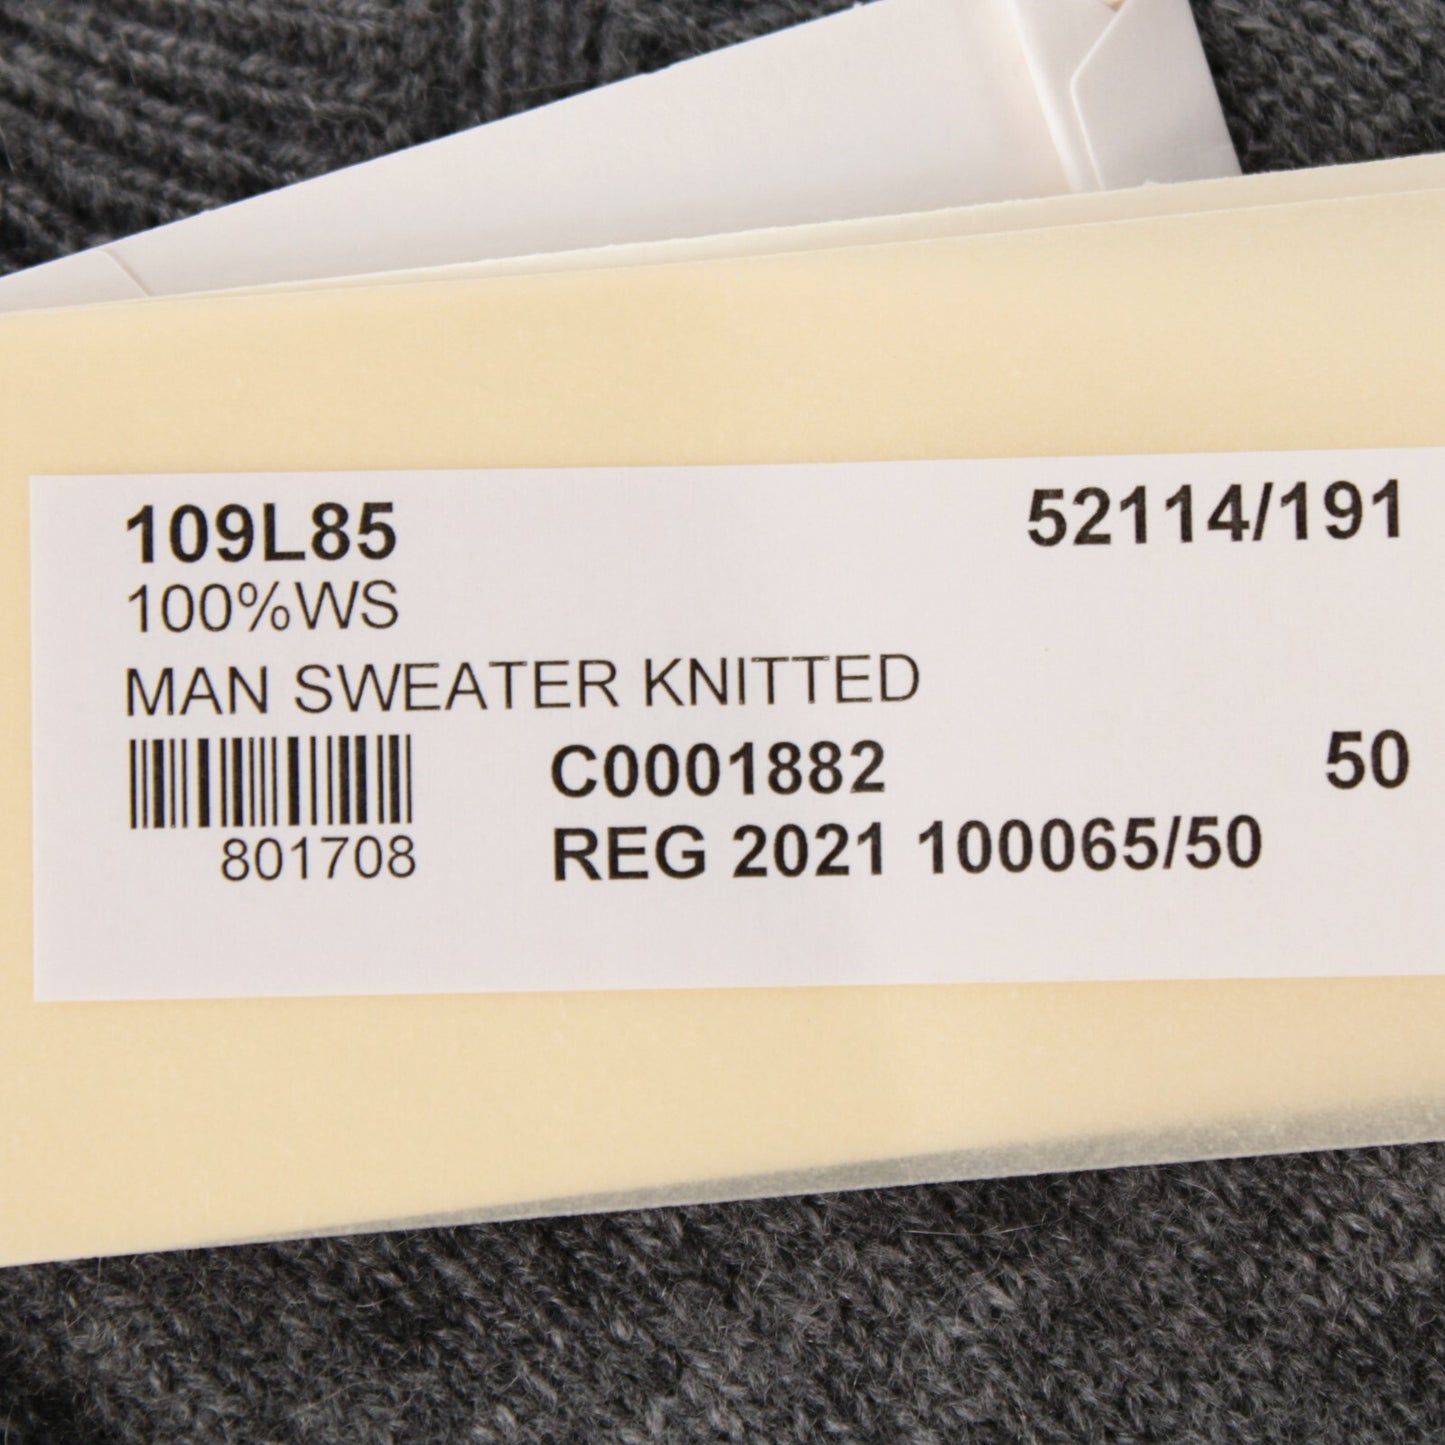 109L85 52114/191
100%WS
MAN SWEATER KNITTED
C0001882 50
801708 REG 2021 100065/50